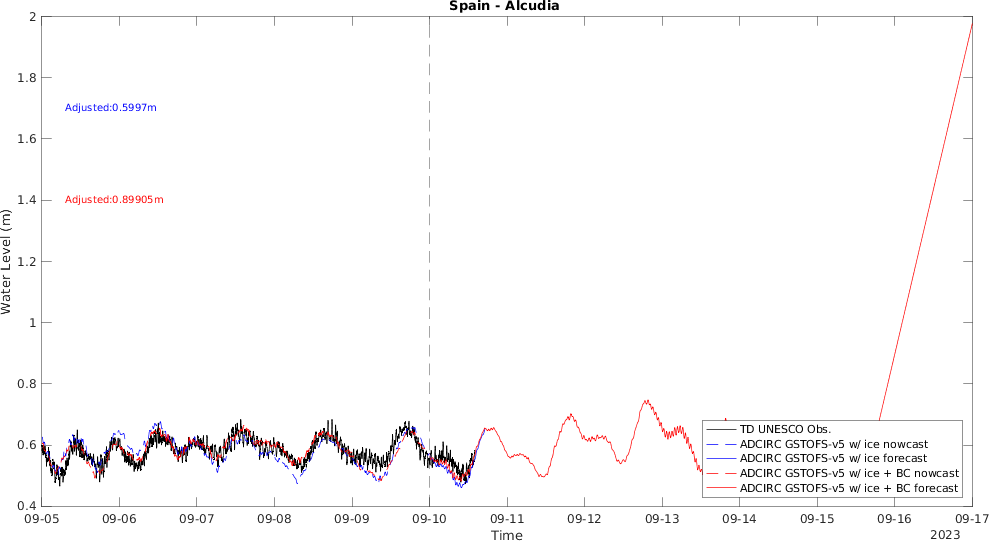 Spain - Alcudia
2
1.8
Adjusted:0.5997m
1.6
1.4
Adjusted:0.89905m
Water Level (m)
1.2
1
0.8
0.6
0.4
TD UNESCO Obs.
ADCIRC GSTOFS-v5 w/ ice nowcast
ADCIRC GSTOFS-v5 w/ ice forecast
ADCIRC GSTOFS-v5 w/ ice + BC nowcast
ADCIRC GSTOFS-v5 w/ ice + BC forecast
09-05 09-06 09-07 09-08 09-09 09-10 09-11 09-12 09-13 09-14 09-15 09-16 09-17
Time
2023